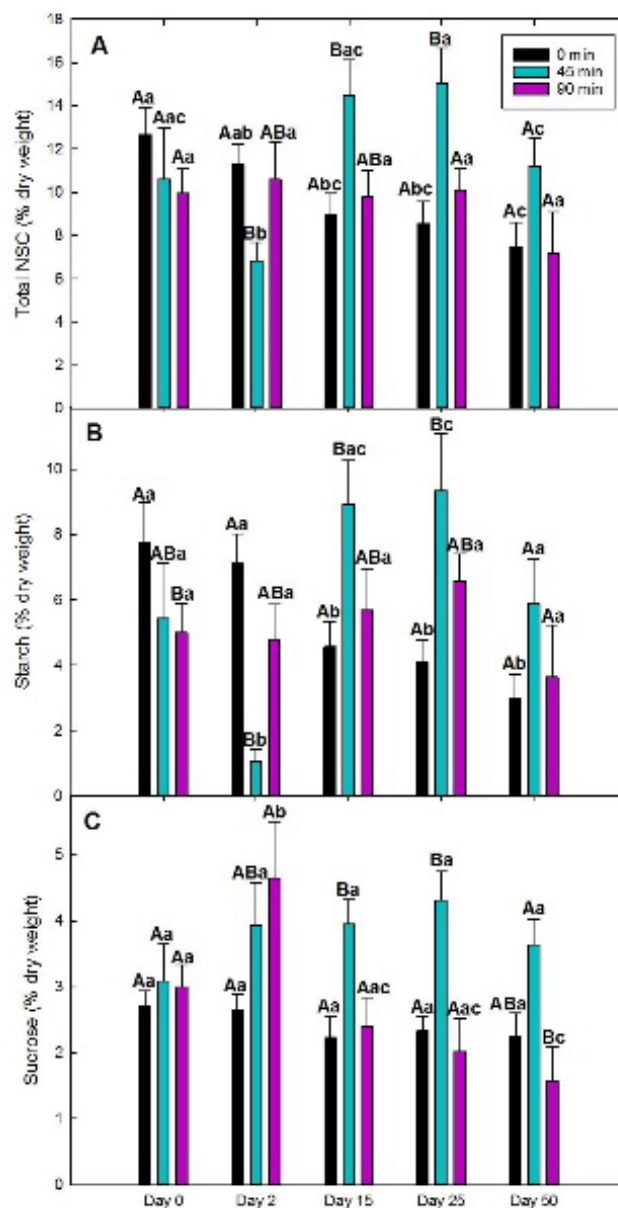 18
A
Bac
Ba
0 min
45 min
90 min
16
14
Aa
Aac
Aab
ABa
Ac
12
Aa
Abc
ABa
Abc
Aa
10
Bb
Ac
Aa
8
6
4
2
0
Total NSC (% dry weight)
B
Bac
Bc
10
Aa
Aa
8
ABa
Ba
ABa
ABa
ABa
Aa
6
Ab
Ab
Aa
4
Bb
Ab
2
0
Starch (% dry weight)
C
Ab
5
ABa
Ba
Ba
Aa
4
Aa
Aa
Aa
Aa
3
Aa
Aac
Aa
Aac
ABa
Bc
2
1
0
Sucrose (% dry weight)
Day 0 Day 2 Day 15 Day 25 Day 50